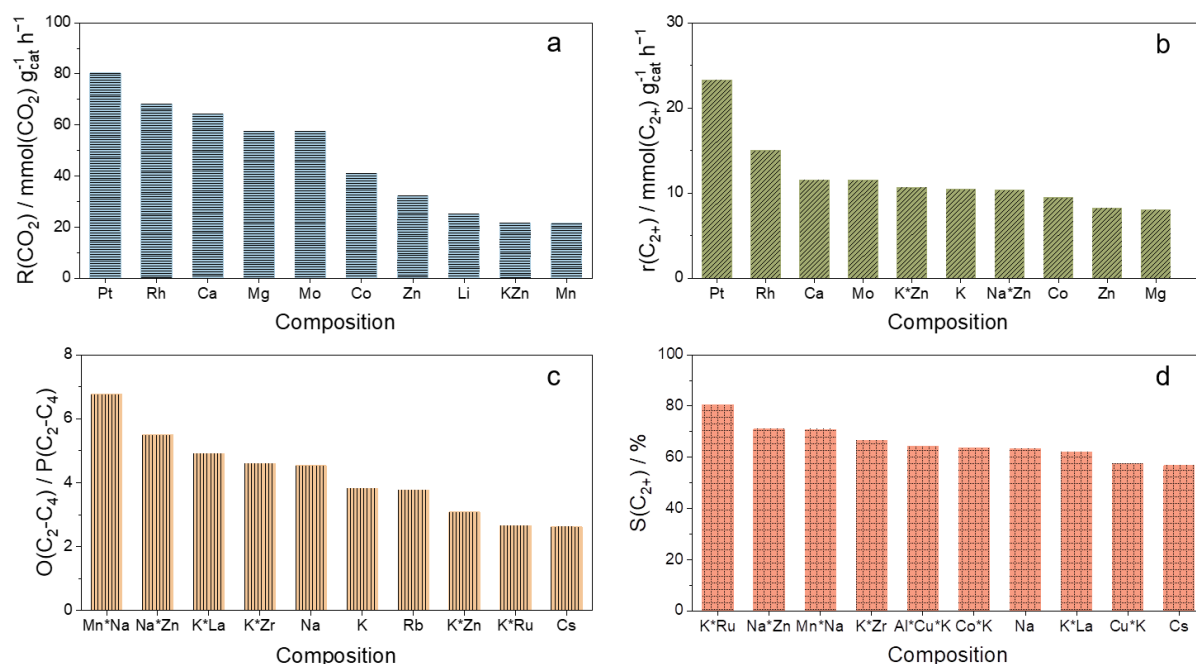 a
R(CO₂) / mmol(CO₂) g⁻¹cat h⁻¹
100
80
60
40
20
0
Pt Rh Ca Mg Mo Co Zn Li KZn Mn
Composition
b
r(C₂₊) / mmol(C₂₊) g⁻¹cat h⁻¹
30
20
10
0
Pt Rh Ca Mo K*Zn K Na*Zn Co Zn Mg
Composition
c
O(C₂-C₄) / P(C₂-C₄)
8
6
4
2
0
Mn*Na Na*Zn K*La K*Zr Na K Rb K*Zn K*Ru Cs
Composition
d
S(C₂₊) / %
100
80
60
40
20
0
K*Ru Na*Zn Mn*Na K*Zr Al*Cu*K Co*K Na K*La Cu*K Cs
Composition